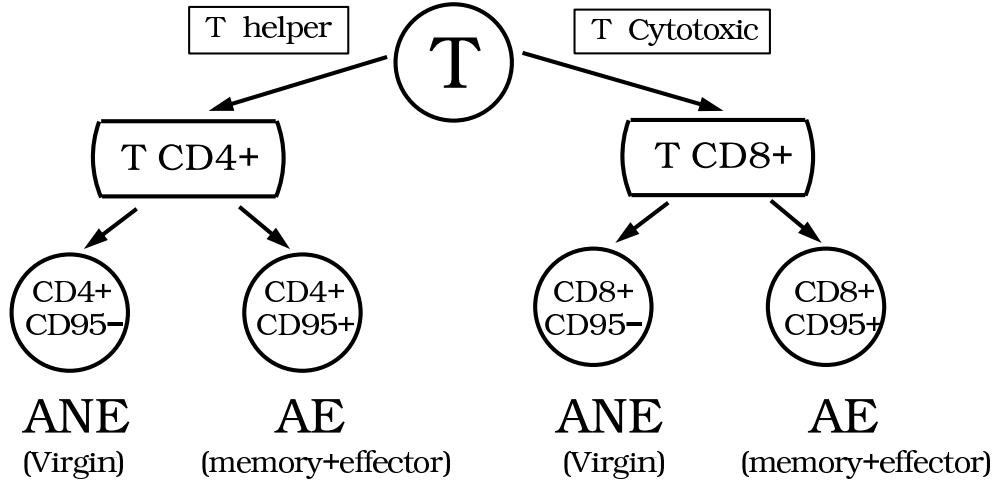 T helper
T
T Cytotoxic
T CD4+
T CD8+
CD4+
CD95−
CD4+
CD95+
CD8+
CD95−
CD8+
CD95+
ANE
(Virgin)
AE
(memory+effector)
ANE
(Virgin)
AE
(memory+effector)